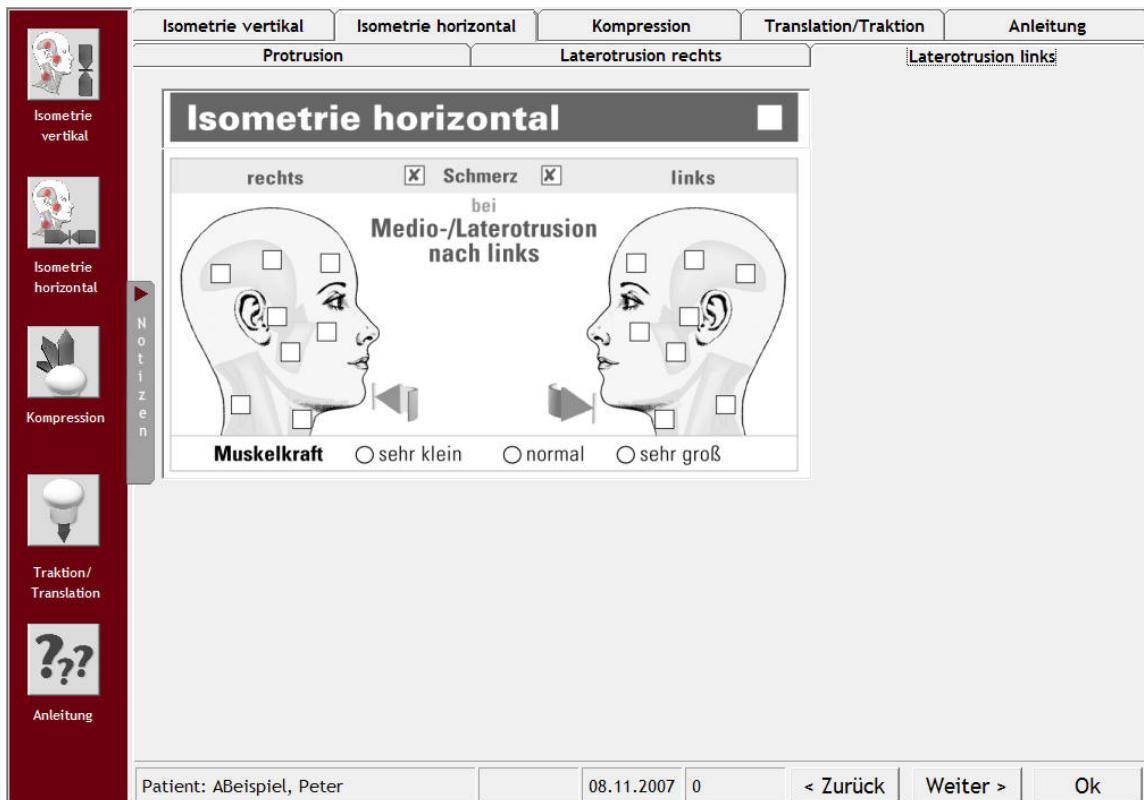 Isometrie vertikal
Isometrie horizontal
Kompression
Translation/Traktion
Anleitung
Protrusion
Laterotrusion rechts
Laterotrusion links
Isometrie
vertikal
Isometrie
horizontal
Kompression
Traktion/
Translation
???
Anleitung
Notizen
Isometrie horizontal
rechts
Schmerz
links
bei
Medio-/Laterotrusion
nach links
Muskelkraft
sehr klein
normal
sehr groß
Patient: ABeispiel, Peter
08.11.2007
0
< Zurück
Weiter >
Ok